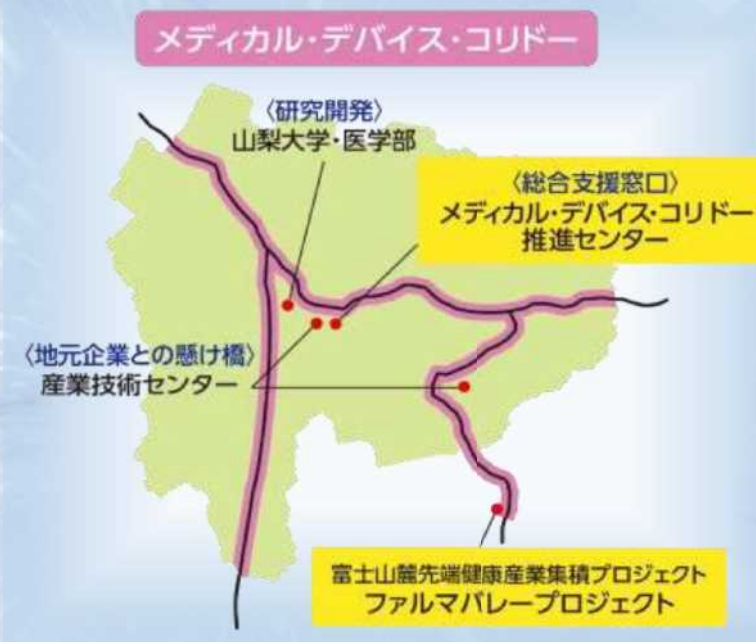 メディカル・デバイス・コリドー
〈研究開発〉
山梨大学・医学部
〈総合支援窓口〉
メディカル・デバイス・コリドー
推進センター
〈地元企業との懸け橋〉
産業技術センター
富士山麓先端健康産業集積プロジェクト
ファルマバレープロジェクト